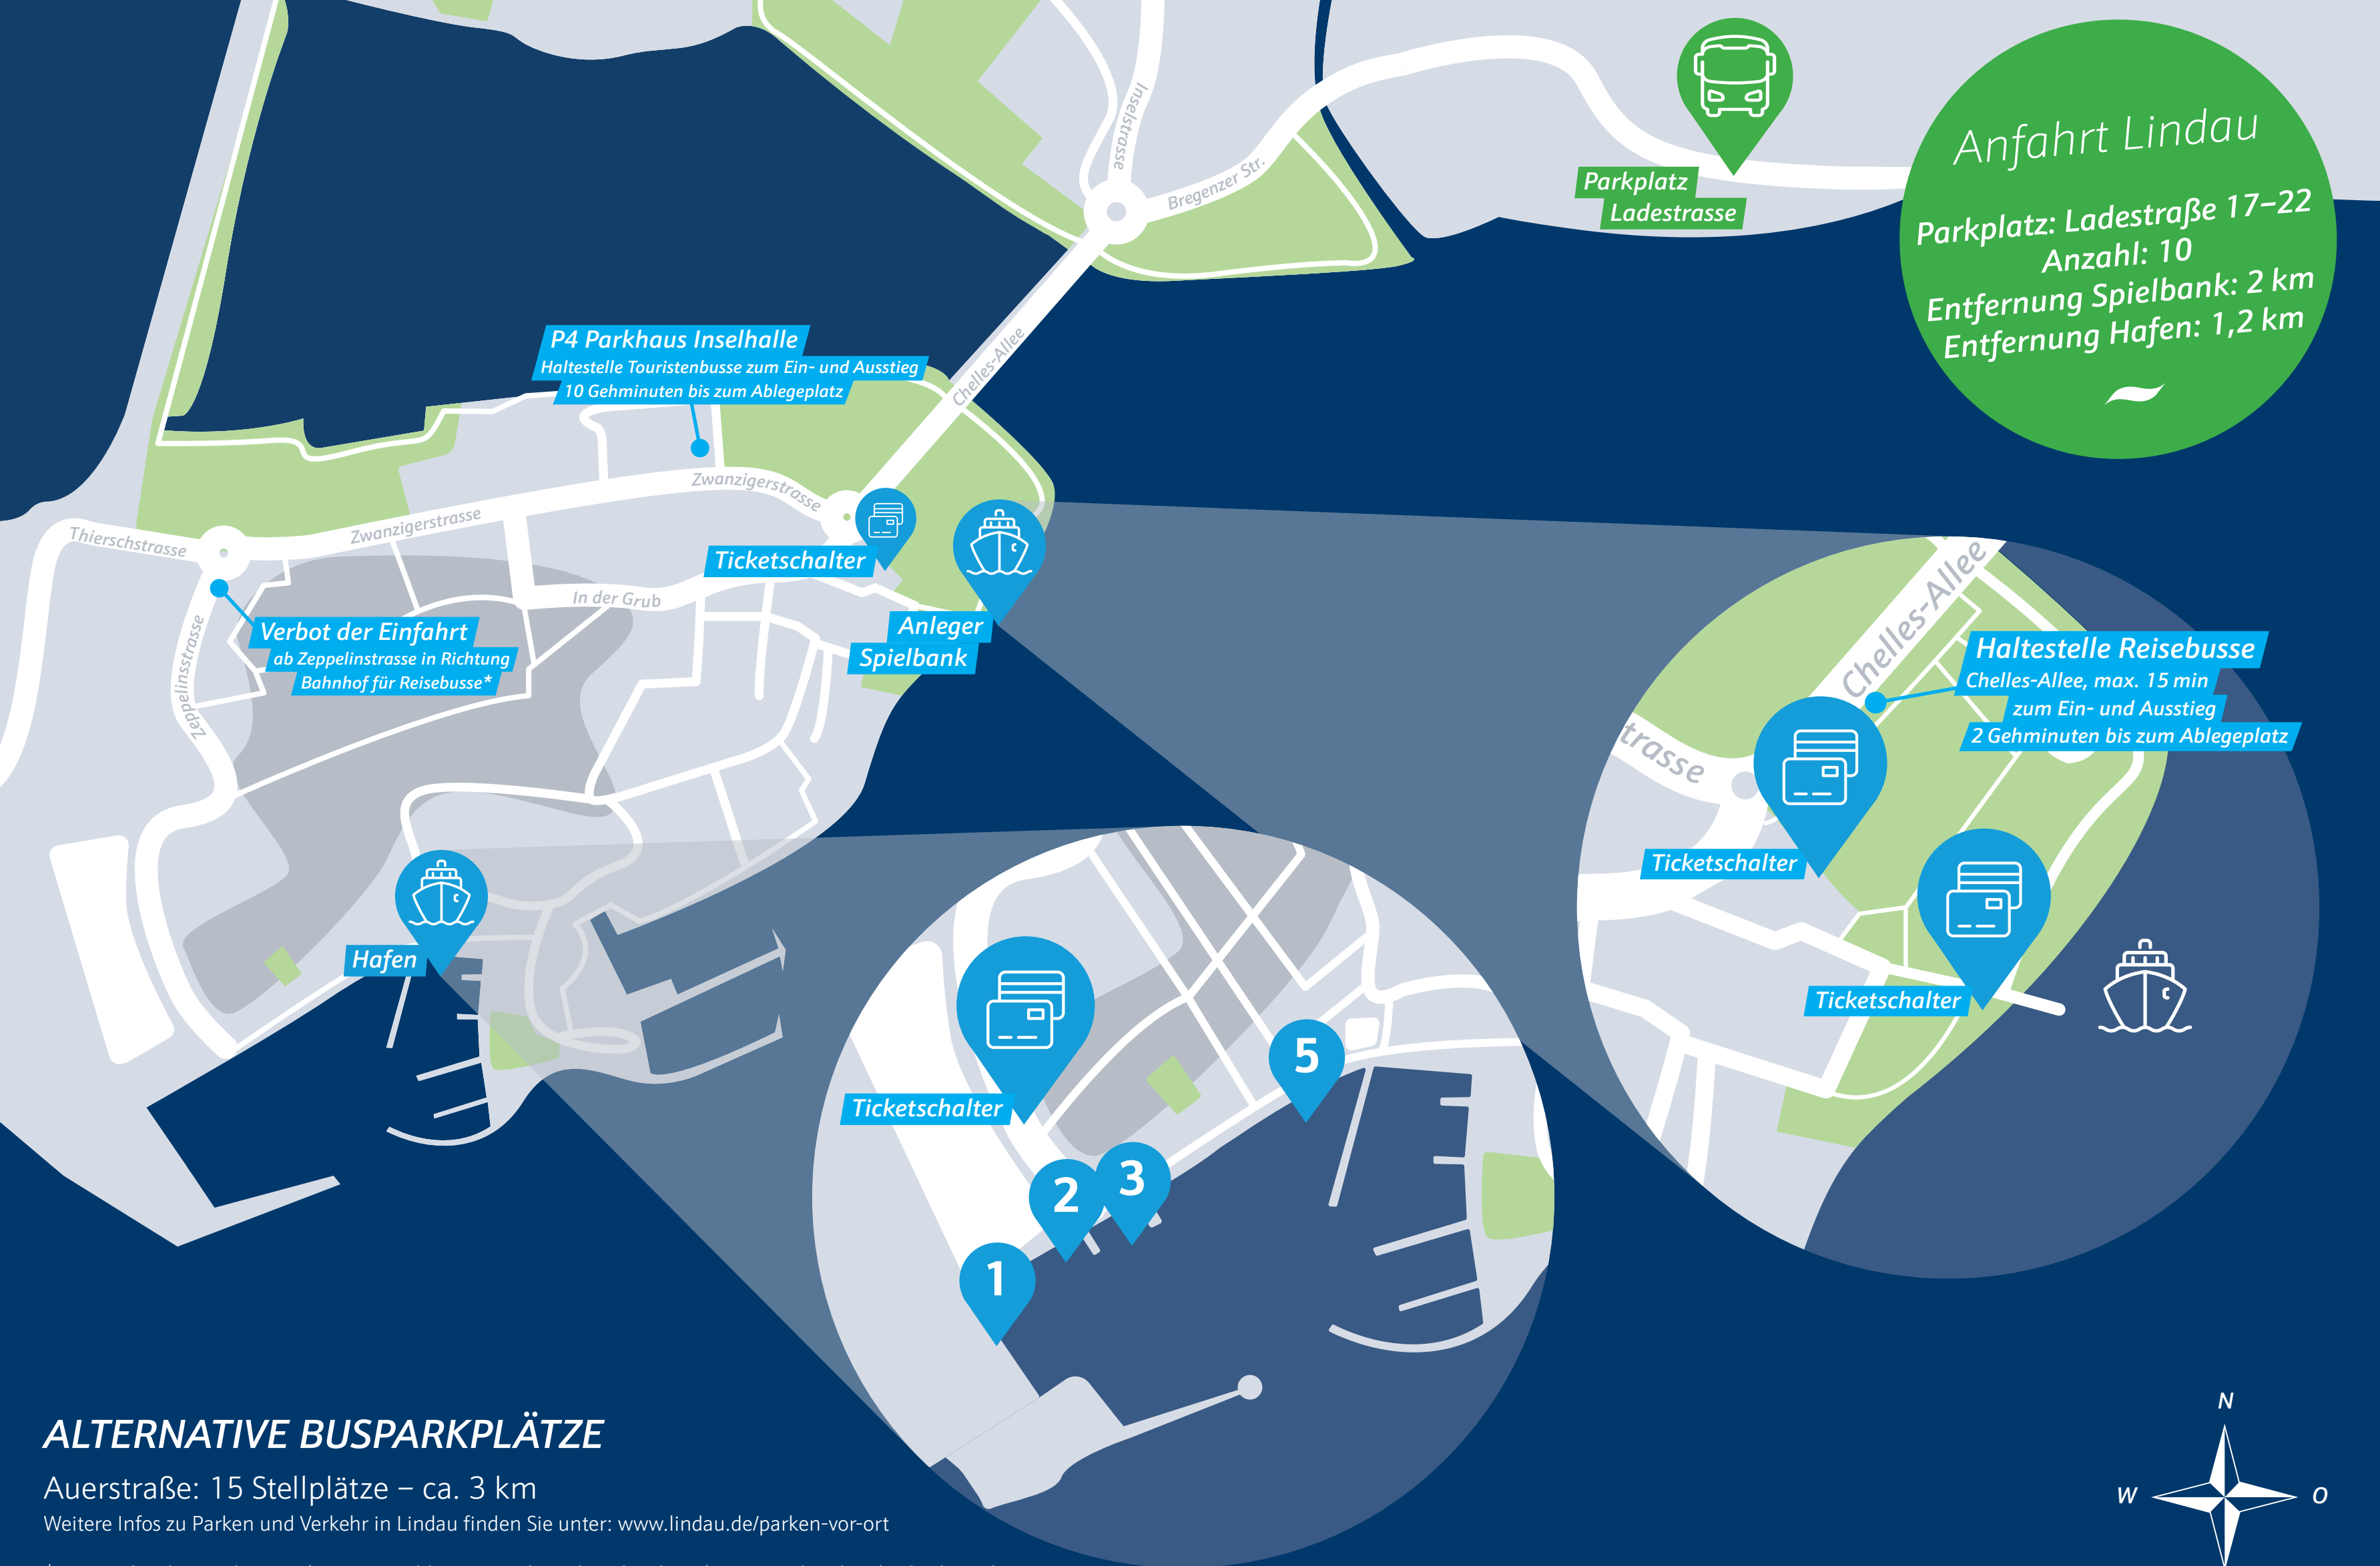 Inselstrasse
Bregenzer Str.
Parkplatz
Ladestrasse
Anfahrt Lindau
Parkplatz: Ladestraße 17–22
Anzahl: 10
Entfernung Spielbank: 2 km
Entfernung Hafen: 1,2 km
P4 Parkhaus Inselhalle
Haltestelle Touristenbusse zum Ein- und Ausstieg
10 Gehminuten bis zum Ablegeplatz
Chelles-Allee
Zwanzigerstrasse
Thierschstrasse
Zwanzigerstrasse
Ticketschalter
In der Grub
Anleger
Spielbank
Verbot der Einfahrt
ab Zeppelinstrasse in Richtung
Bahnhof für Reisebusse*
Zeppelinsstrasse
Hafen
Chelles-Allee
Haltestelle Reisebusse
Chelles-Allee, max. 15 min
zum Ein- und Ausstieg
2 Gehminuten bis zum Ablegeplatz
trasse
Ticketschalter
Ticketschalter
Ticketschalter
5
3
2
1
ALTERNATIVE BUSPARKPLÄTZE
Auerstraße: 15 Stellplätze – ca. 3 km
Weitere Infos zu Parken und Verkehr in Lindau finden Sie unter: www.lindau.de/parken-vor-ort
N
W
O